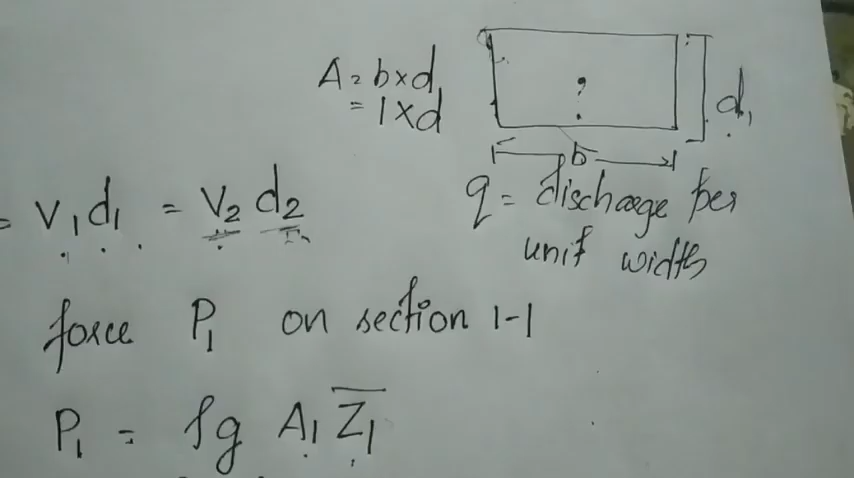 A = b×d
= 1×d
?
d₁
b
= V₁d₁ = V₂d₂
q = discharge per
unit width
force P₁ on section 1-1
P₁ = ρg A₁ Z̅₁